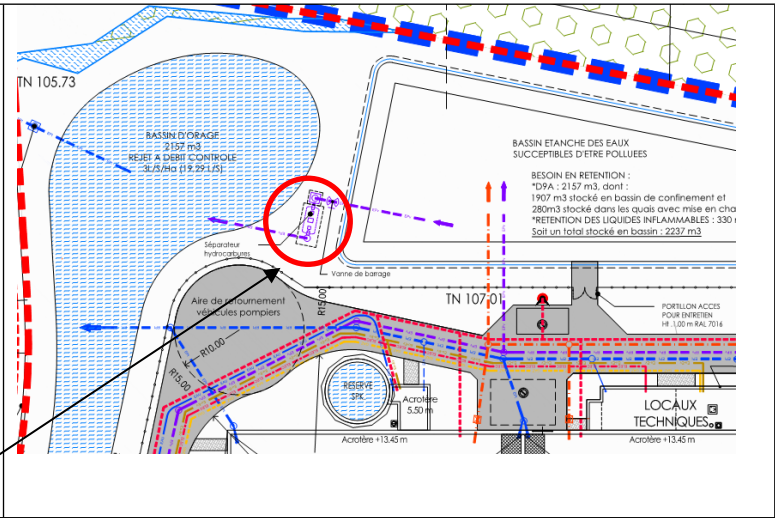 TN 105.73
BASSIN D'ORAGE
2157 m3
REJET A DEBIT CONTROLE
3L/S/Ha (19.29 L/S)
BASSIN ETANCHE DES EAUX
SUCCEPTIBLES D'ETRE POLLUEES
BESOIN EN RETENTION :
*D9A : 2157 m3, dont :
1907 m3 stocké en bassin de confinement et
280m3 stocké dans les quais avec mise en cha
*RETENTION DES LIQUIDES INFLAMMABLES : 330
Soit un total stocké en bassin : 2237 m3
Séparateur
hydrocarbures
Vanne de barrage
Aire de retournement
véhicules pompiers
R15.00
TN 107.01
PORTILLON ACCES
POUR ENTRETIEN
Ht .1.00 m RAL 7016
R10.00
R15.00
RESERVE
SPK
Acrotère
5.50 m
LOCAUX
TECHNIQUES
Acrotère +13.45 m
Acrotère +13.45 m